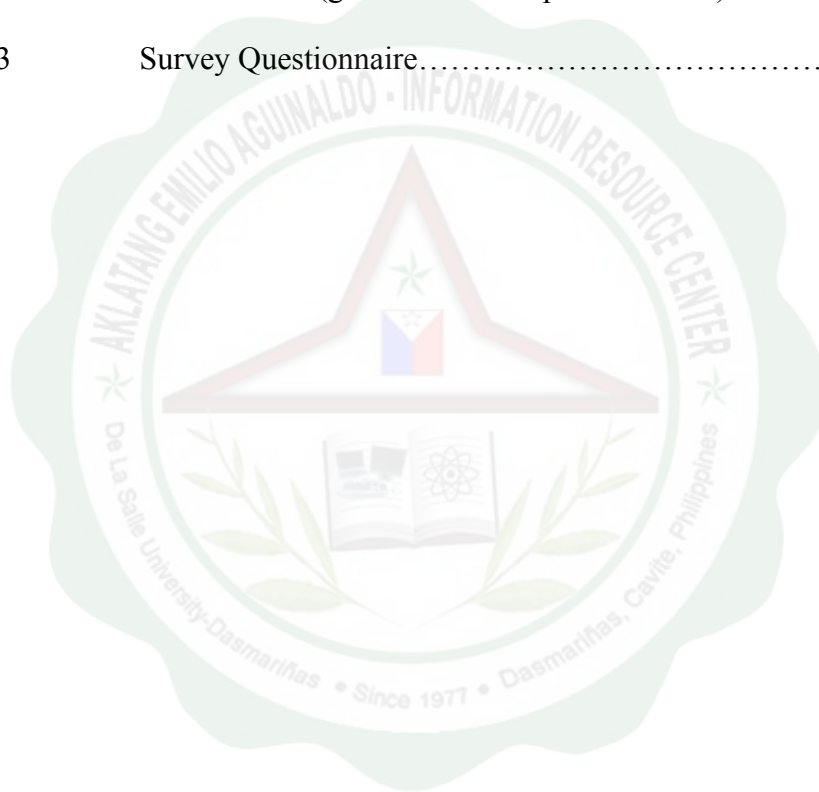 3 Survey Questionnaire……………………………
AKLATANG EMILIO AGUINALDO - INFORMATION RESOURCE CENTER
De La Salle University-Dasmariñas • Since 1977 • Dasmariñas, Cavite, Philippines